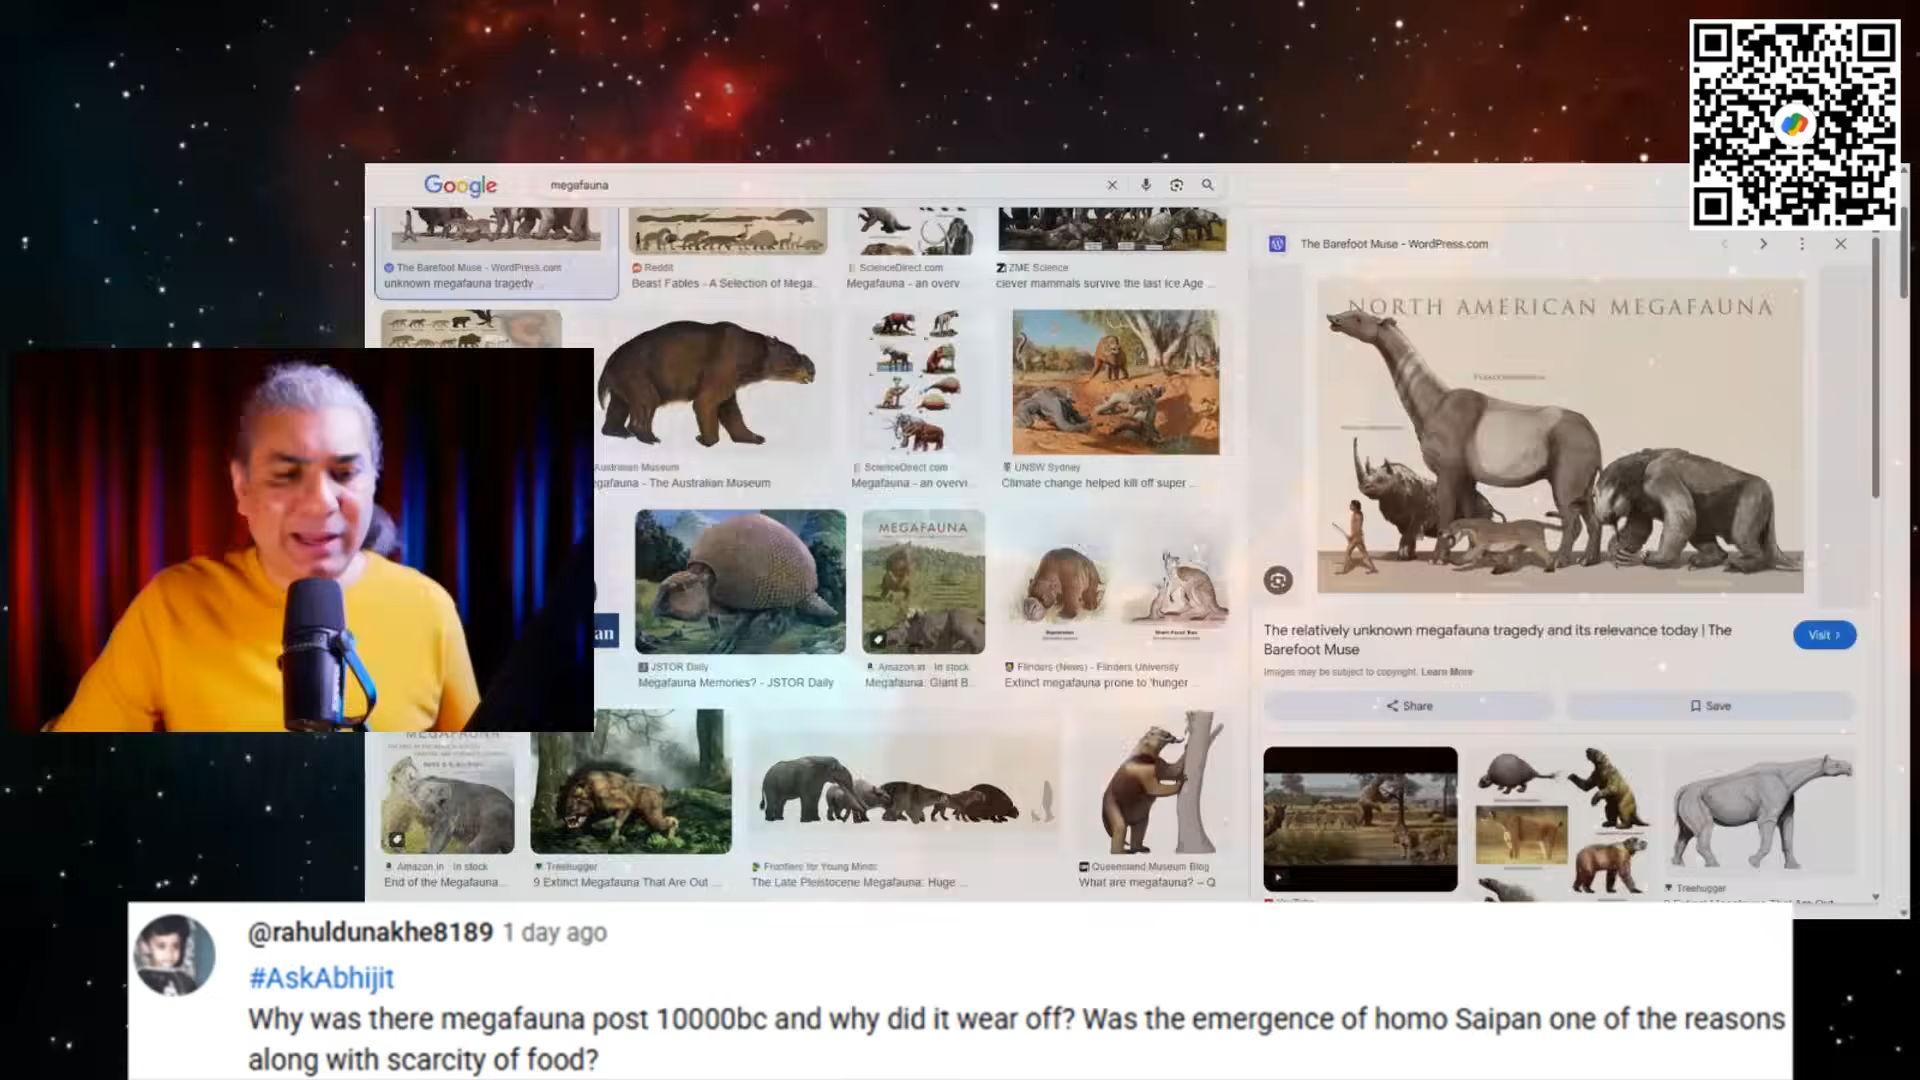 Google
megafauna
The Barefoot Muse - WordPress.com
unknown megafauna tragedy ...
Reddit
Beast Fables - A Selection of Mega...
ScienceDirect.com
Megafauna - an overv
ZME Science
clever mammals survive the last Ice Age ...
The Barefoot Muse - WordPress.com
NORTH AMERICAN MEGAFAUNA
Australian Museum
egafauna - The Australian Museum
ScienceDirect.com
Megafauna - an overvi...
UNSW Sydney
Climate change helped kill off super ...
MEGAFAUNA
an
JSTOR Daily
Megafauna Memories? - JSTOR Daily
Amazon.in · In stock
Megafauna: Giant B...
Flinders (News) - Flinders University
Extinct megafauna prone to 'hunger ...
The relatively unknown megafauna tragedy and its relevance today | The
Barefoot Muse
Visit
Images may be subject to copyright. Learn More
Share
Save
MEGAFAUNA
Amazon.in · In stock
End of the Megafauna...
Treehugger
9 Extinct Megafauna That Are Out ...
Frontiers for Young Minds
The Late Pleistocene Megafauna: Huge ...
Queensland Museum Blog
What are megafauna? – Q
Treehugger
@rahuldunakhe8189 1 day ago
#AskAbhijit
Why was there megafauna post 10000bc and why did it wear off? Was the emergence of homo Saipan one of the reasons
along with scarcity of food?